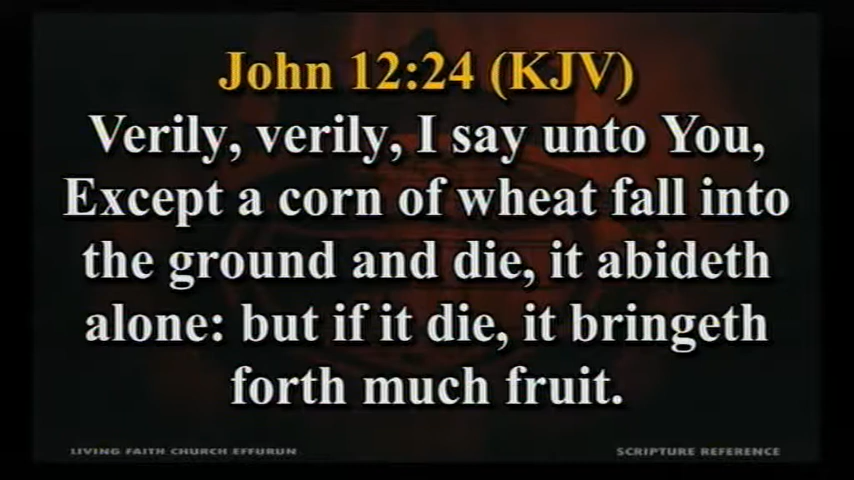 John 12:24 (KJV)
Verily, verily, I say unto You,
Except a corn of wheat fall into
the ground and die, it abideth
alone: but if it die, it bringeth
forth much fruit.
LIVING FAITH CHURCH EFFURUN
SCRIPTURE REFERENCE